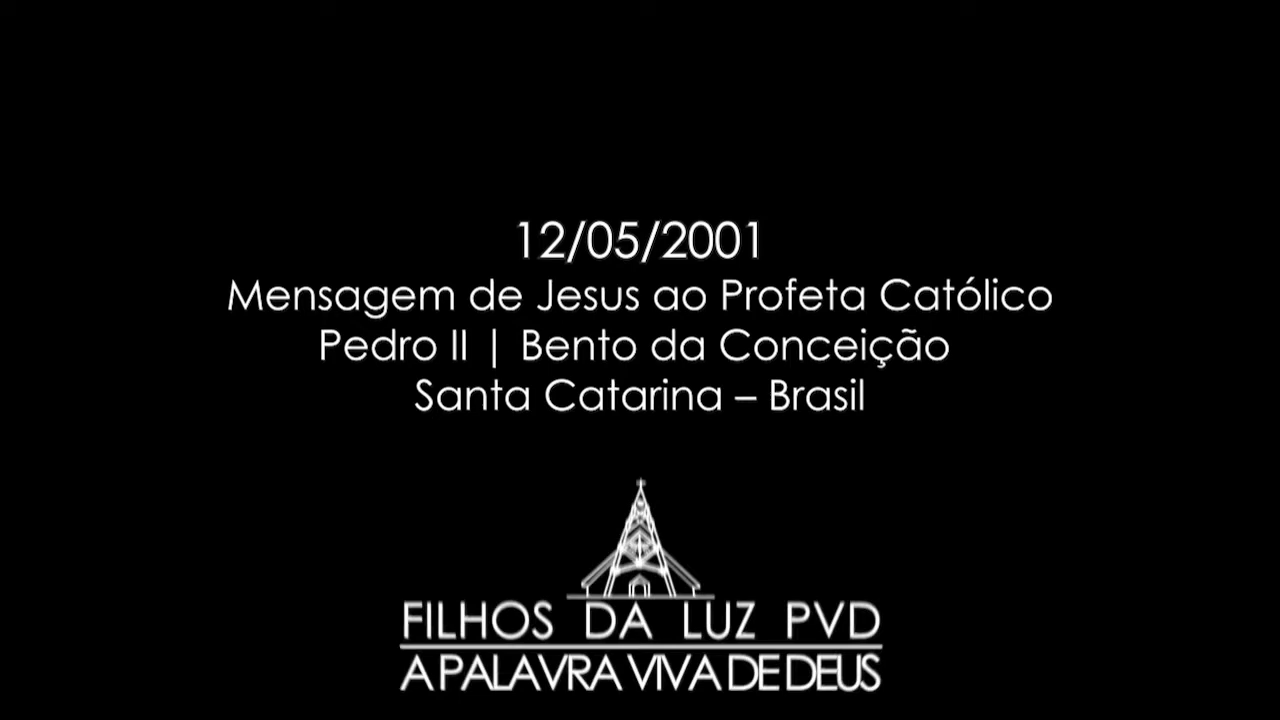 12/05/2001
Mensagem de Jesus ao Profeta Católico
Pedro II | Bento da Conceição
Santa Catarina – Brasil
FILHOS DA LUZ PVD
A PALAVRA VIVA DE DEUS